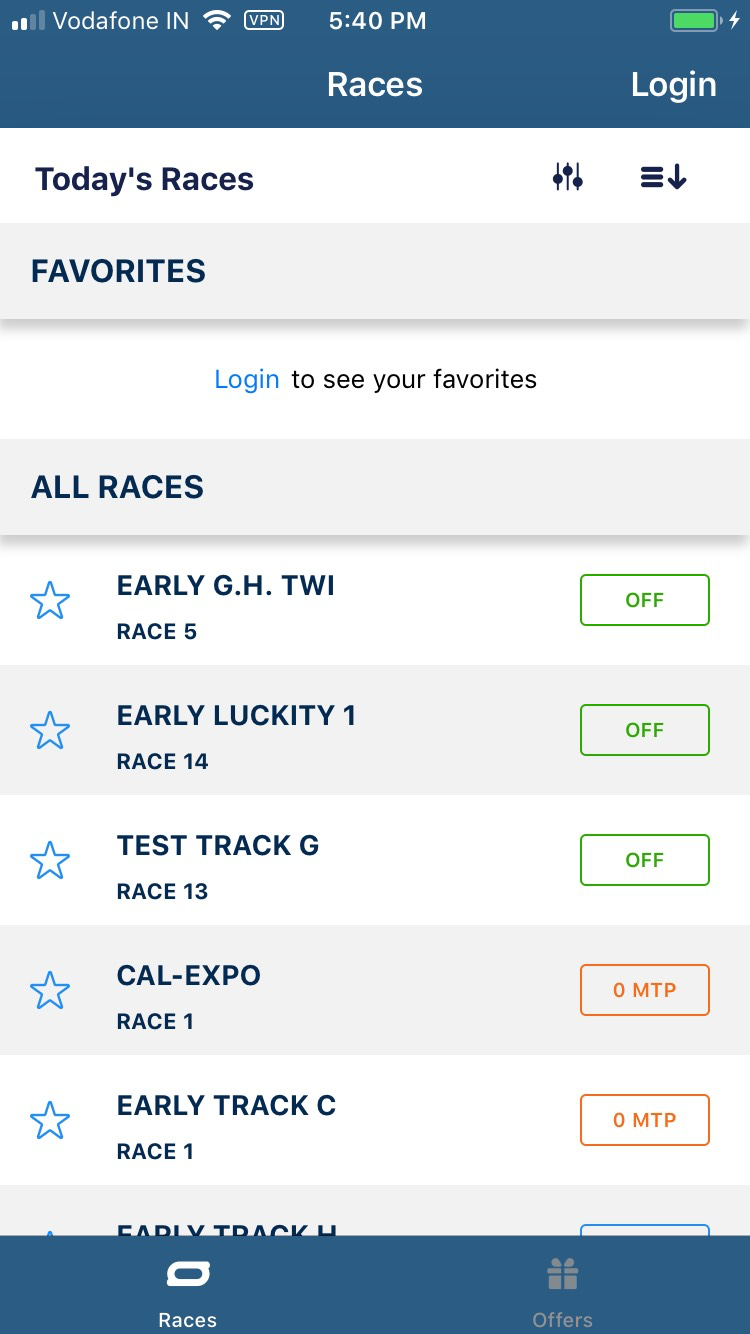 Vodafone IN VPN 5:40 PM
Races Login
Today's Races
FAVORITES
Login to see your favorites
ALL RACES
EARLY G.H. TWI
RACE 5
OFF
EARLY LUCKITY 1
RACE 14
OFF
TEST TRACK G
RACE 13
OFF
CAL-EXPO
RACE 1
0 MTP
EARLY TRACK C
RACE 1
0 MTP
EARLY TRACK H
Races Offers